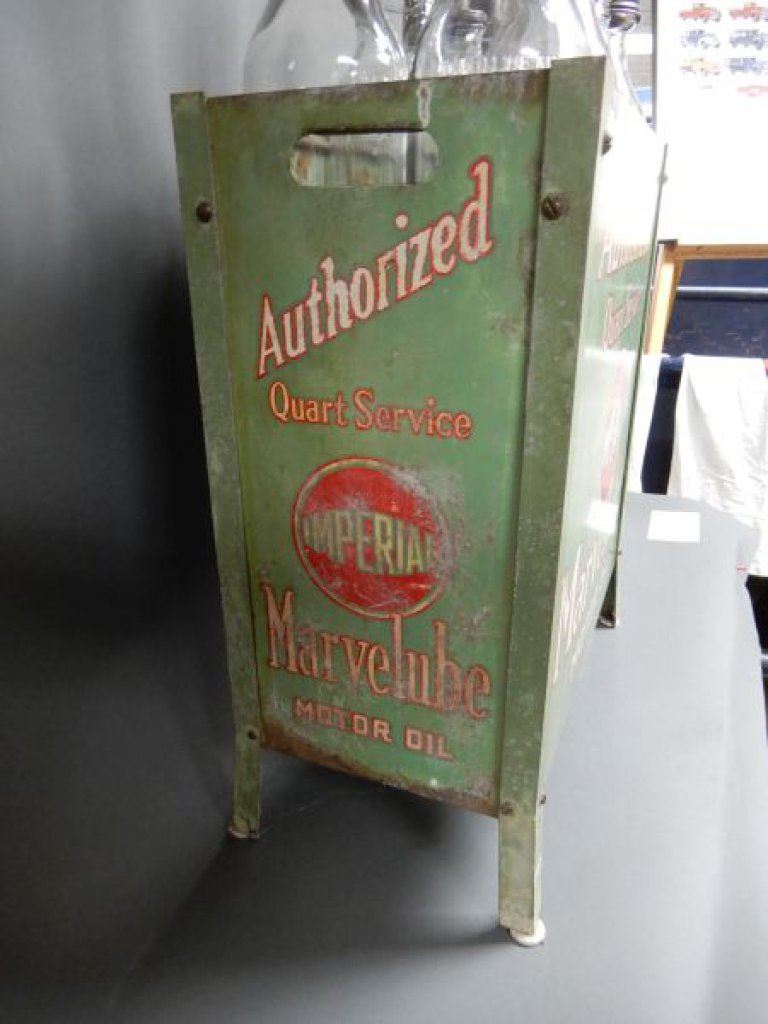 Authorized
Quart Service
IMPERIAL
Marvelube
MOTOR OIL